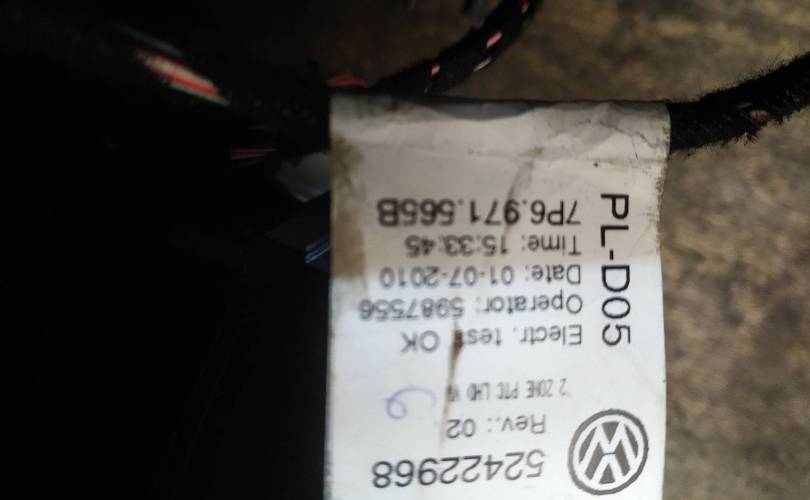 52422968
Rev.: 02
2 ZONE PTC LHD
Electr. test OK
Operator: 5987556
Date: 01-07-2010
Time: 15:33:45
7P6.971.565B
PL-D05